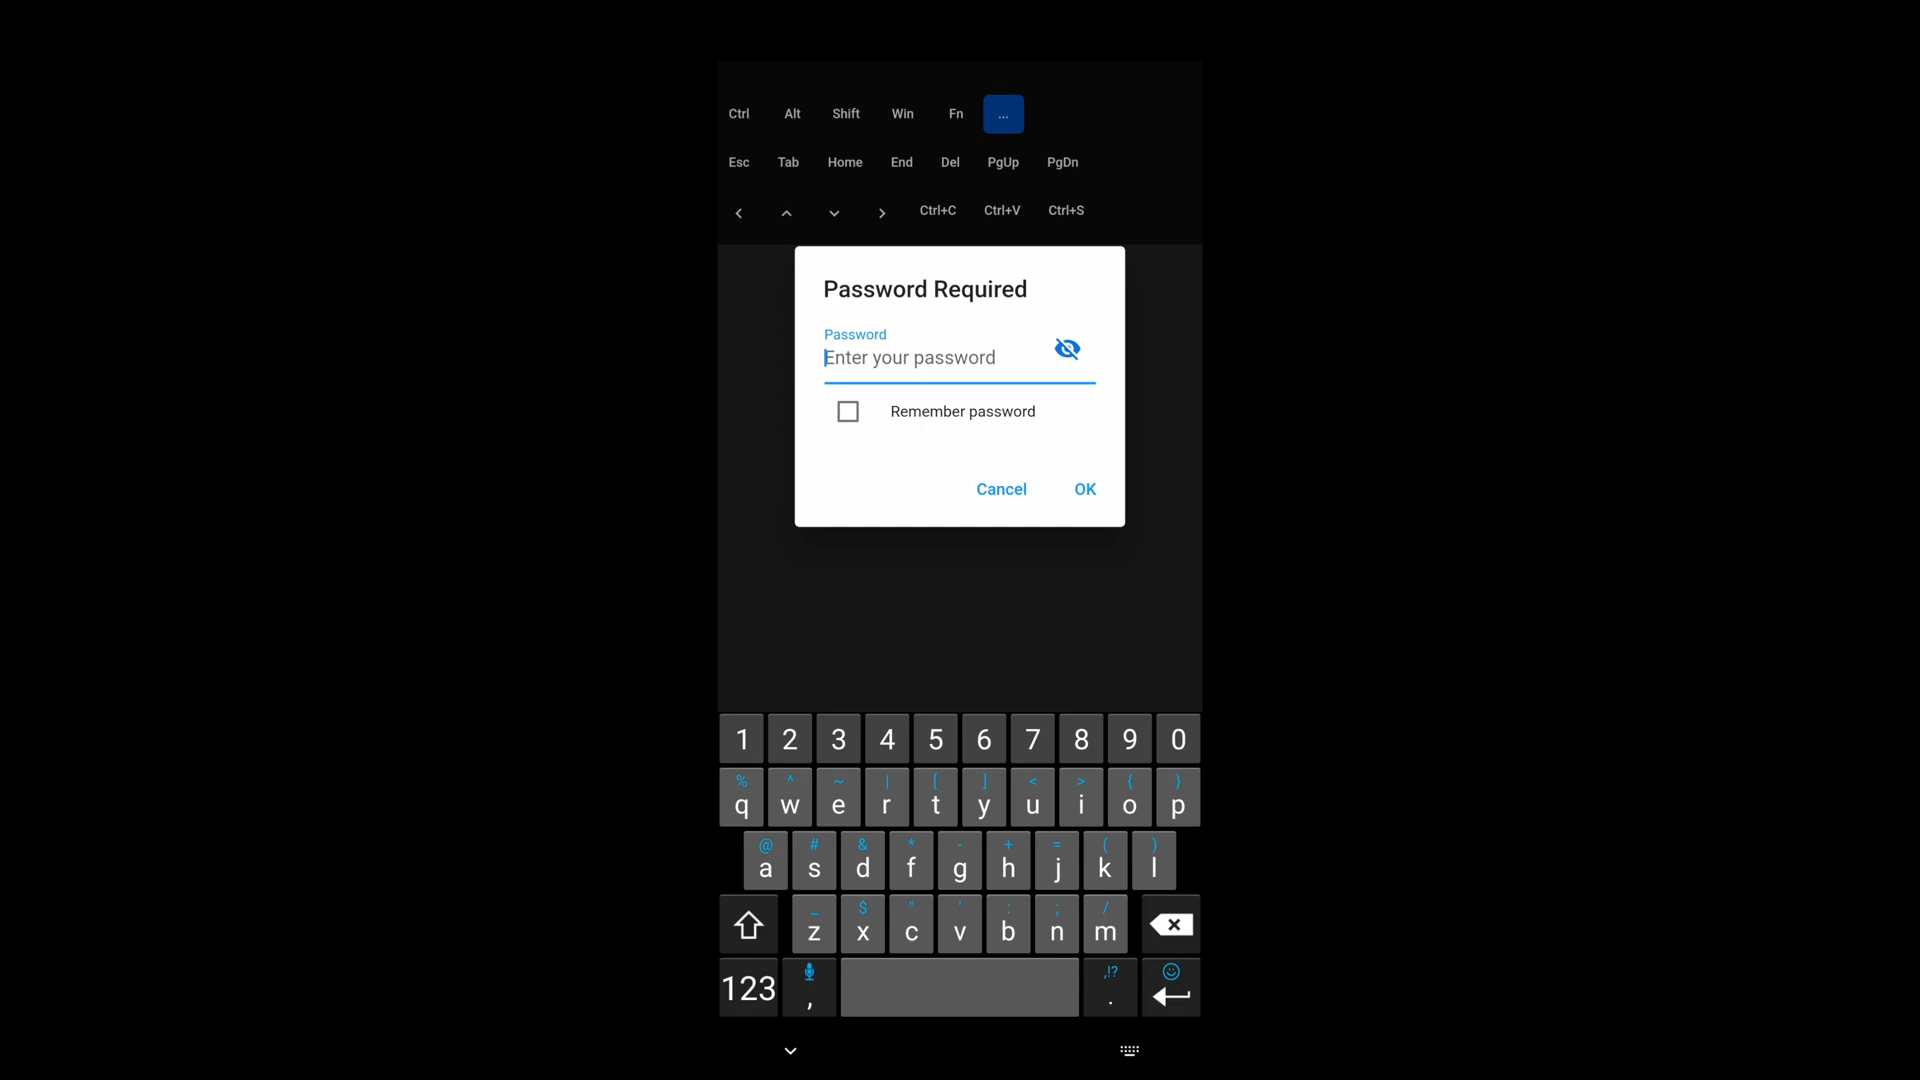 Ctrl Alt Shift Win Fn ...
Esc Tab Home End Del PgUp PgDn
Ctrl+C Ctrl+V Ctrl+S
Password Required
Password
Enter your password
Remember password
Cancel OK
1 2 3 4 5 6 7 8 9 0
% ^ ~ | [ ] < > { }
q w e r t y u i o p
@ # & * - + = ( )
a s d f g h j k l
_ $ " ' : ; /
z x c v b n m
,!?
123 , .